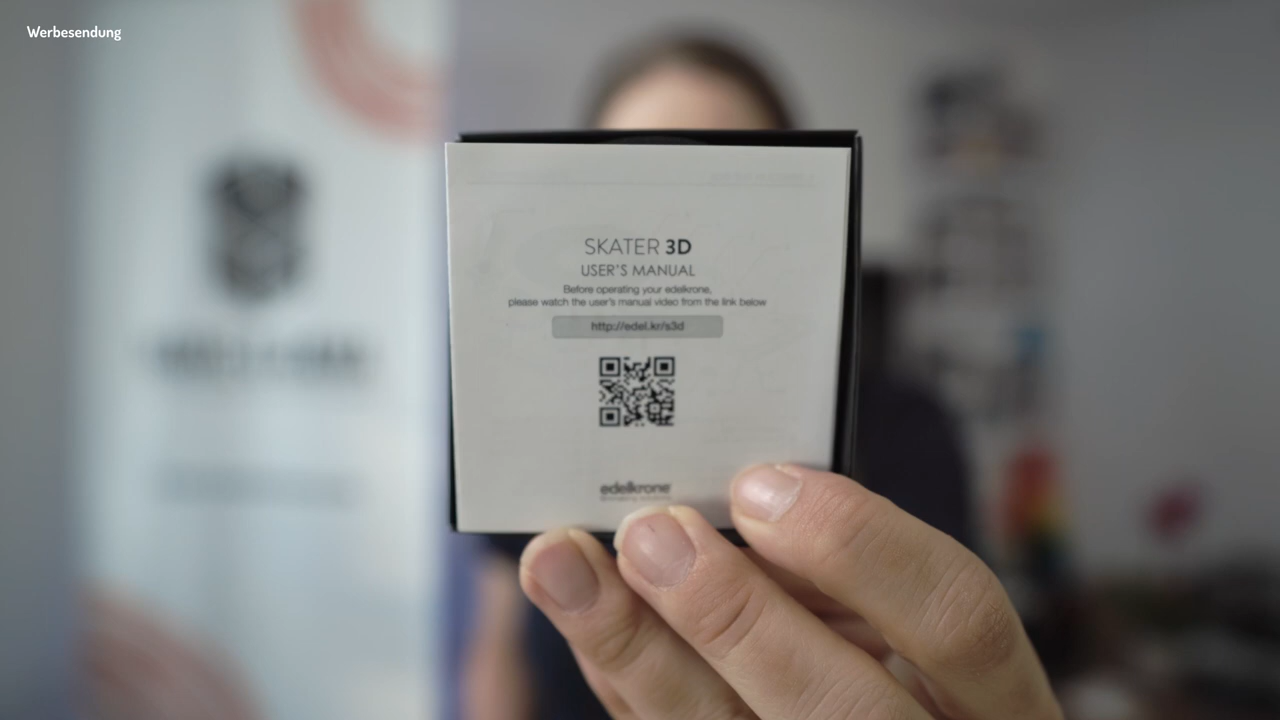 Werbesendung
SKATER 3D
USER'S MANUAL
Before operating your edelkrone,
please watch the user's manual video from the link below
http://edel.kr/s3d
edelkrone